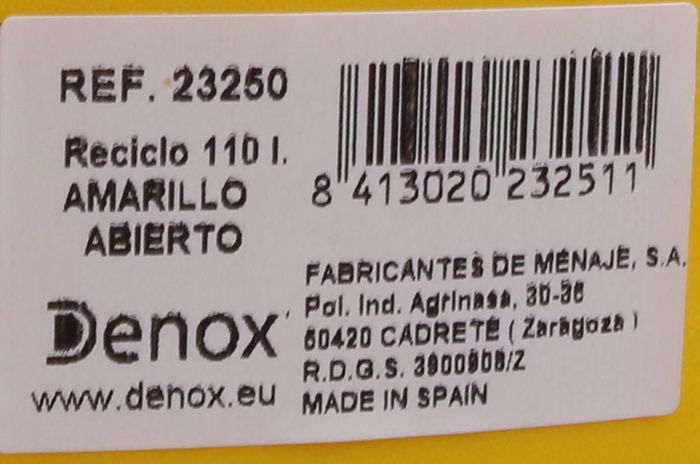 REF. 23250
Reciclo 110 l.
AMARILLO
ABIERTO
Denox
www.denox.eu
8 413020 232511
FABRICANTES DE MENAJE, S.A.
Pol. Ind. Agrinasa, 30-36
50420 CADRETE ( Zaragoza )
R.D.G.S. 3900908/Z
MADE IN SPAIN